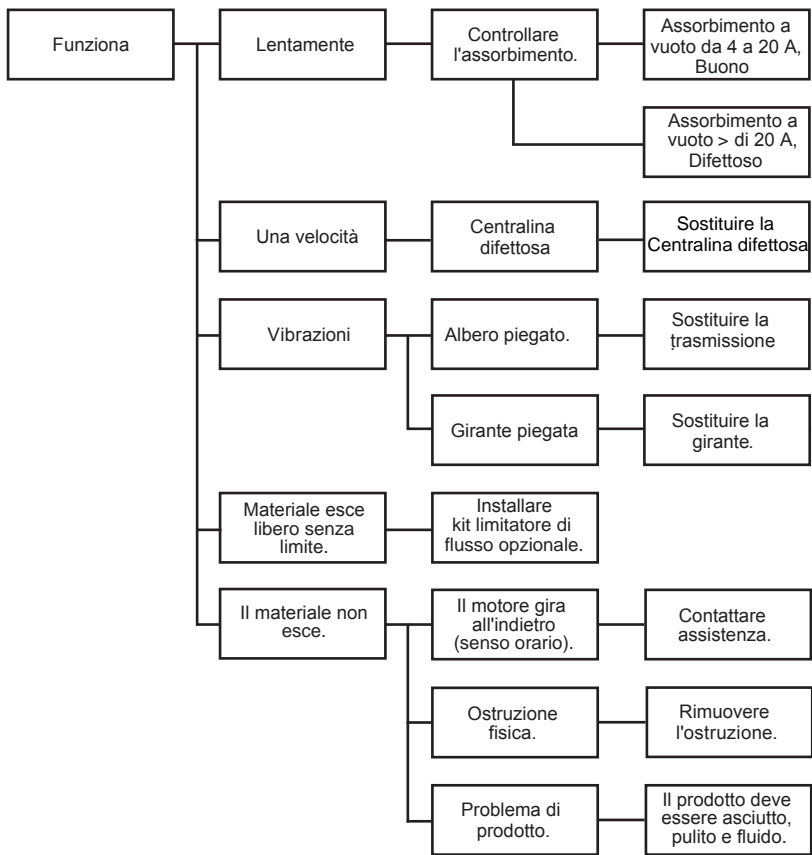 Funziona
Lentamente
Controllare
l'assorbimento.
Assorbimento a
vuoto da 4 a 20 A,
Buono
Assorbimento a
vuoto > di 20 A,
Difettoso
Una velocità
Centralina
difettosa
Sostituire la
Centralina difettosa
Vibrazioni
Albero piegato.
Sostituire la
trasmissione
Girante piegata
Sostituire la
girante.
Materiale esce
libero senza
limite.
Installare
kit limitatore di
flusso opzionale.
Il materiale non
esce.
Il motore gira
all'indietro
(senso orario).
Contattare
assistenza.
Ostruzione
fisica.
Rimuovere
l'ostruzione.
Problema di
prodotto.
Il prodotto deve
essere asciutto,
pulito e fluido.